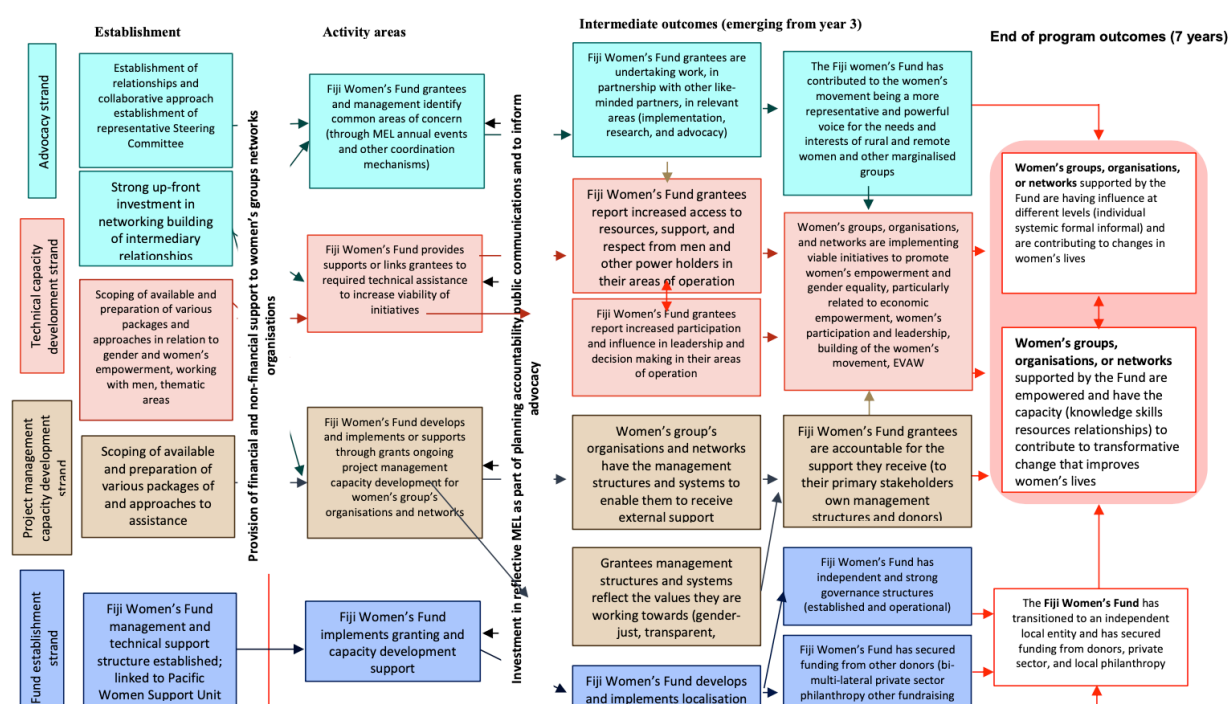 Establishment
Activity areas
Intermediate outcomes (emerging from year 3)
End of program outcomes (7 years)
Advocacy strand
Establishment of
relationships and
collaborative approach
establishment of
representative Steering
Committee
Strong up-front
investment in
networking building
of intermediary
relationships
Technical capacity
development strand
Scoping of available and
preparation of various
packages and
approaches in relation to
gender and women's
empowerment, working
with men, thematic
areas
Project management
capacity development
strand
Scoping of available
and preparation of
various packages of
and approaches to
assistance
Fund establishment
strand
Fiji Women's Fund
management and
technical support
structure established;
linked to Pacific
Women Support Unit
Provision of financial and non-financial support to women's groups networks
organisations
Fiji Women's Fund grantees
and management identify
common areas of concern
(through MEL annual events
and other coordination
mechanisms)
Fiji Women's Fund provides
supports or links grantees to
required technical assistance
to increase viability of
initiatives
Fiji Women's Fund develops
and implements or supports
through grants ongoing
project management
capacity development for
women's group's
organisations and networks
Fiji Women's Fund
implements granting and
capacity development
support
Investment in reflective MEL as part of planning accountability public communications and to inform
advocacy
Fiji Women's Fund grantees are
undertaking work, in
partnership with other like-
minded partners, in relevant
areas (implementation,
research, and advocacy)
Fiji Women's Fund grantees
report increased access to
resources, support, and
respect from men and
other power holders in
their areas of operation
Fiji Women's Fund grantees
report increased participation
and influence in leadership and
decision making in their areas
of operation
Women's group's
organisations and networks
have the management
structures and systems to
enable them to receive
external support
Grantees management
structures and systems
reflect the values they are
working towards (gender-
just, transparent,
Fiji Women's Fund develops
and implements localisation
The Fiji women's Fund has
contributed to the women's
movement being a more
representative and powerful
voice for the needs and
interests of rural and remote
women and other marginalised
groups
Women's groups, organisations,
and networks are implementing
viable initiatives to promote
women's empowerment and
gender equality, particularly
related to economic
empowerment, women's
participation and leadership,
building of the women's
movement, EVAW
Fiji Women's Fund grantees
are accountable for the
support they receive (to
their primary stakeholders
own management
structures and donors)
Fiji Women's Fund has
independent and strong
governance structures
(established and operational)
Fiji Women's Fund has secured
funding from other donors (bi-
multi-lateral private sector
philanthropy other fundraising
Women's groups, organisations,
or networks supported by the
Fund are having influence at
different levels (individual
systemic formal informal) and
are contributing to changes in
women's lives
Women's groups,
organisations, or networks
supported by the Fund are
empowered and have the
capacity (knowledge skills
resources relationships) to
contribute to transformative
change that improves
women's lives
The Fiji Women's Fund has
transitioned to an independent
local entity and has secured
funding from donors, private
sector, and local philanthropy